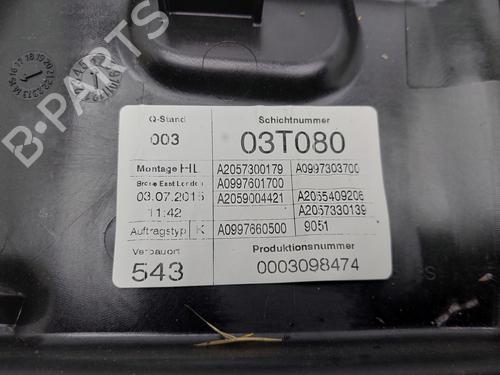 Q-Stand Schichtnummer
003 03T080
Montage HL A2057300179 A0997303700
Brose East London A0997601700
03.07.2015 A2059004421 A2055409206
11:42 A2057330139
Auftragstyp K A0997660500 9051
Verbauort Produktionsnummer
543 0003098474